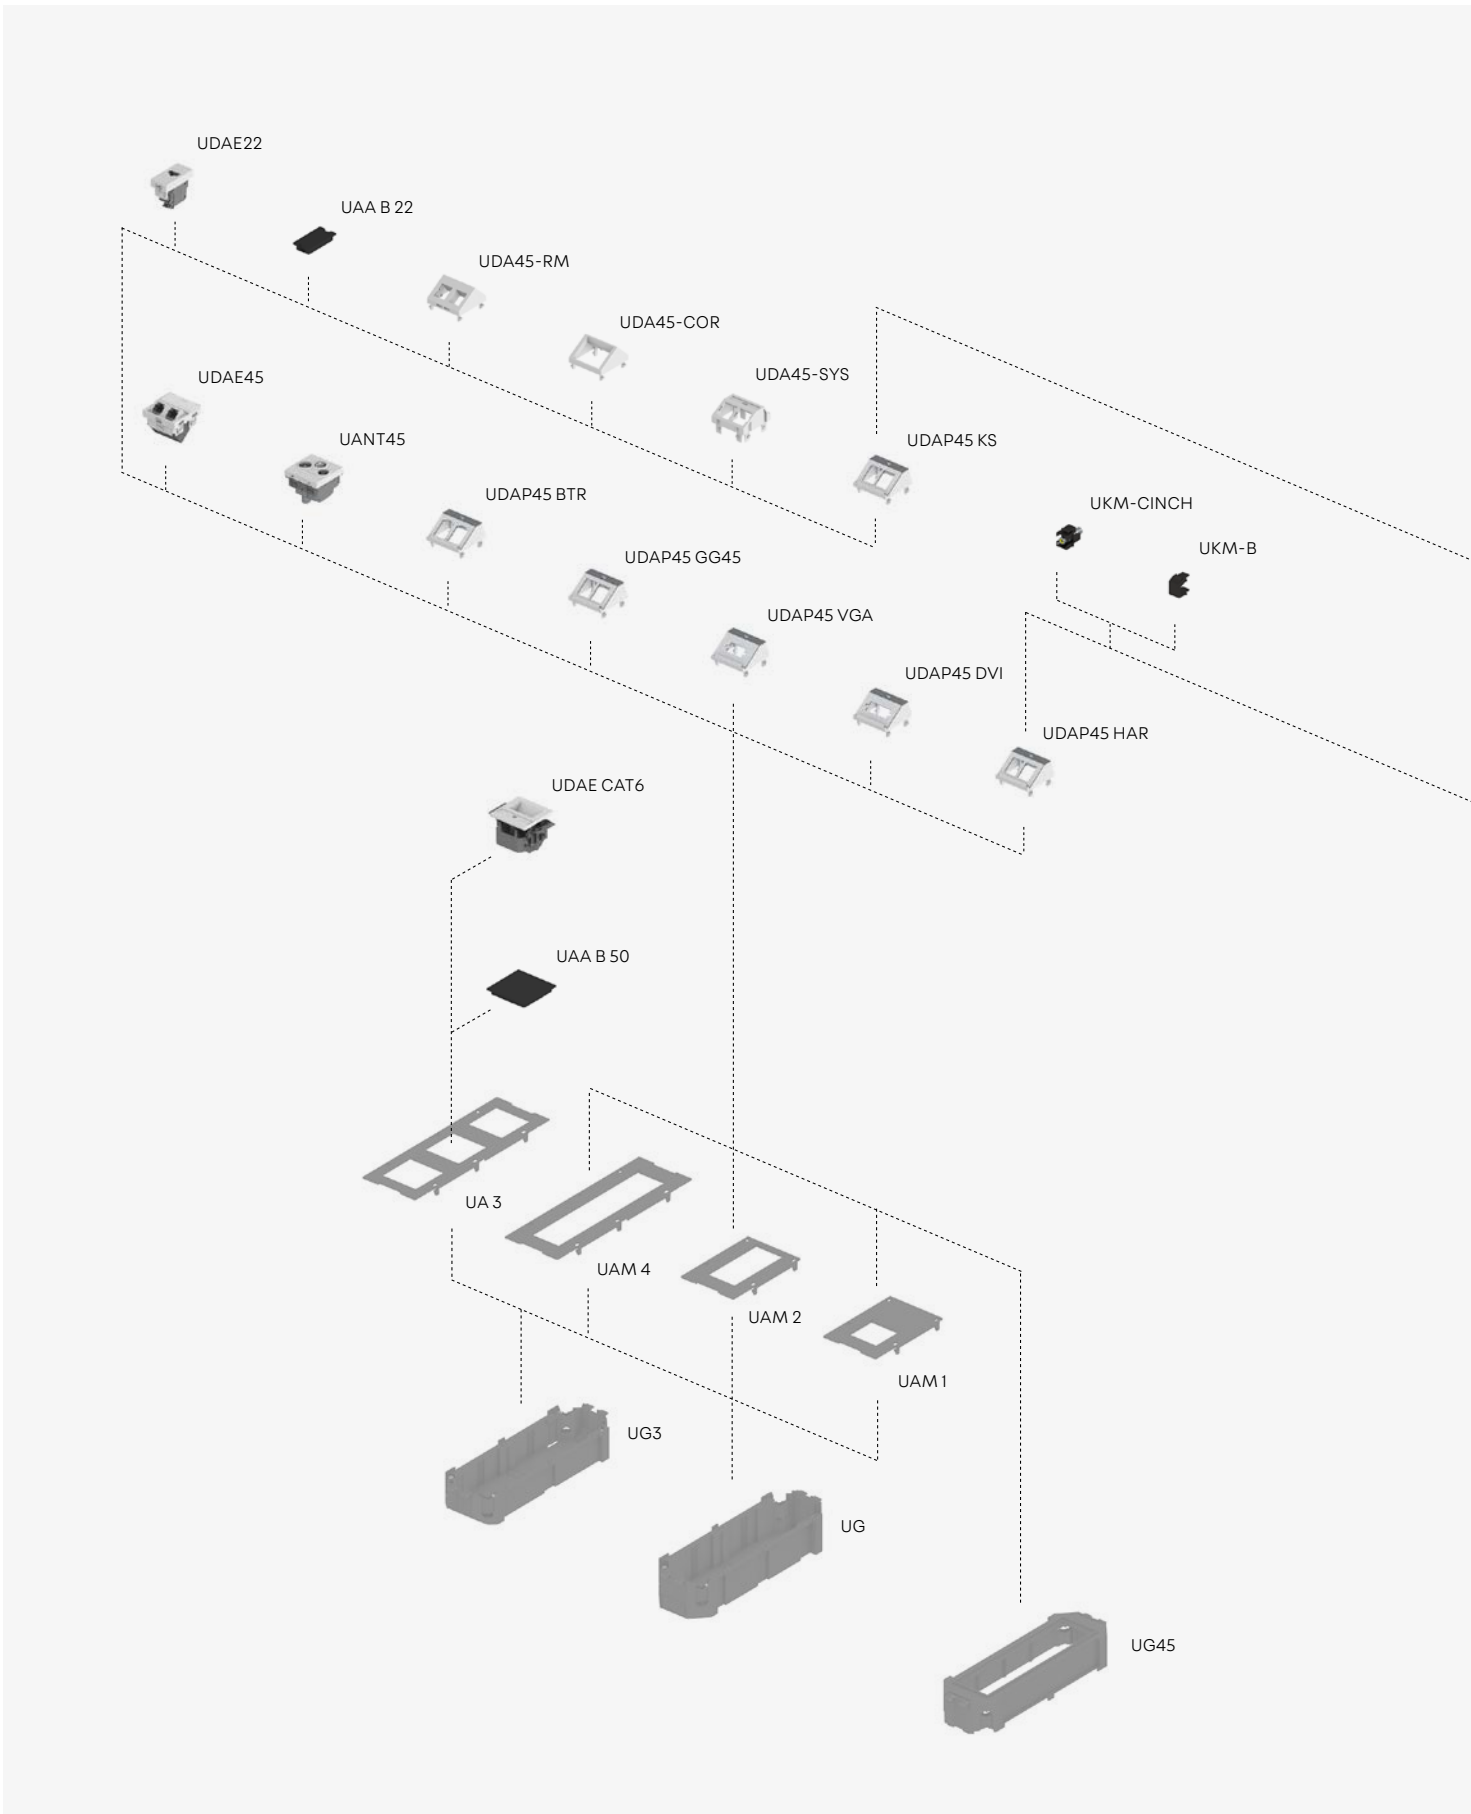 UDAE22
UAA B 22
UDA45-RM
UDA45-COR
UDA45-SYS
UDAE45
UANT45
UDAP45 KS
UDAP45 BTR
UKM-CINCH
UKM-B
UDAP45 GG45
UDAP45 VGA
UDAP45 DVI
UDAP45 HAR
UDAE CAT6
UAA B 50
UA 3
UAM 4
UAM 2
UAM 1
UG3
UG
UG45